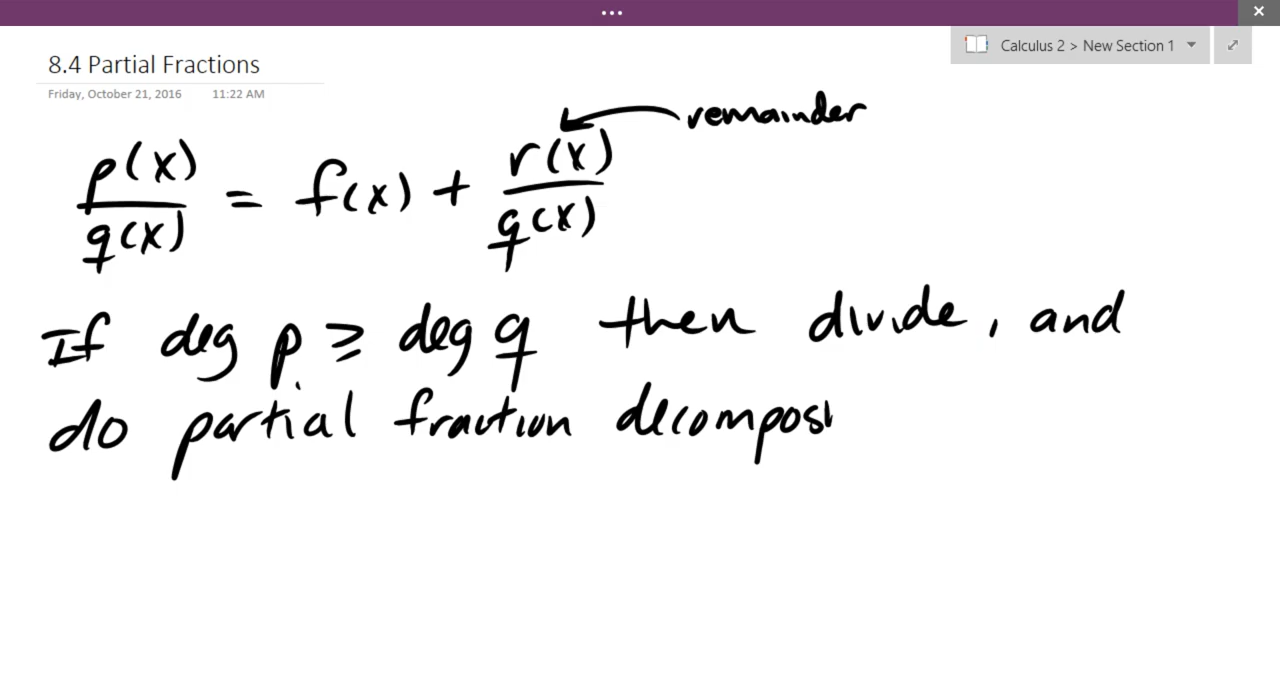 ...
×
Calculus 2 > New Section 1
8.4 Partial Fractions
Friday, October 21, 2016 11:22 AM
remainder
p(x)/q(x) = f(x) + r(x)/q(x)
If deg p ≥ deg q then divide, and
do partial fraction decomposi